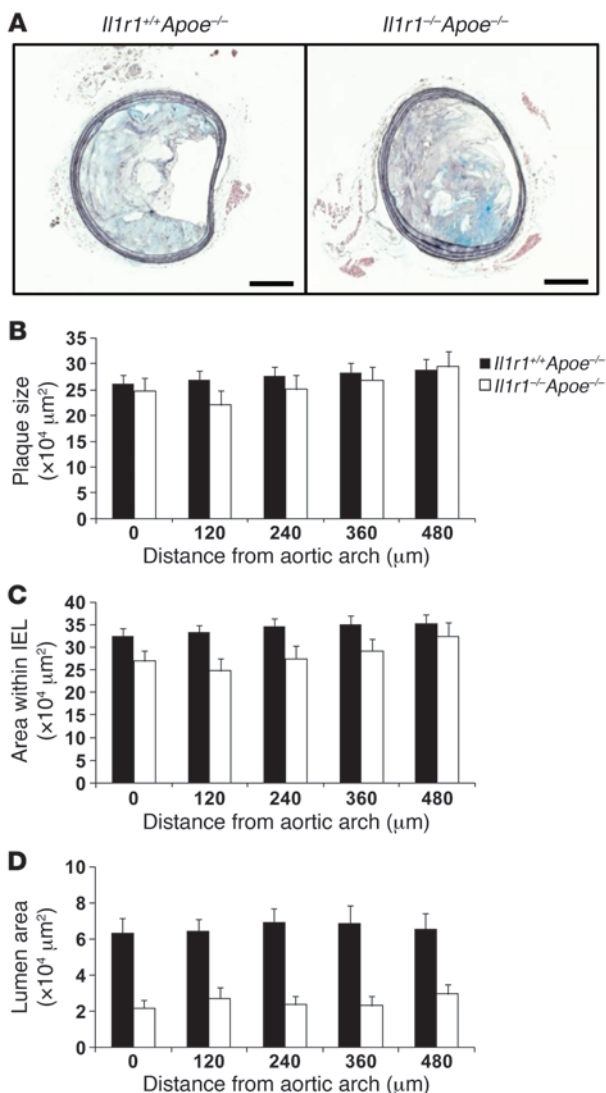 A
Il1r1+/+Apoe–/–
Il1r1–/–Apoe–/–
B
Plaque size
(×10⁴ µm²)
35
30
25
20
15
10
5
0
0 120 240 360 480
Distance from aortic arch (µm)
Il1r1+/+Apoe–/–
Il1r1–/–Apoe–/–
C
Area within IEL
(×10⁴ µm²)
40
35
30
25
20
15
10
5
0
0 120 240 360 480
Distance from aortic arch (µm)
D
Lumen area
(×10⁴ µm²)
10
8
6
4
2
0
0 120 240 360 480
Distance from aortic arch (µm)